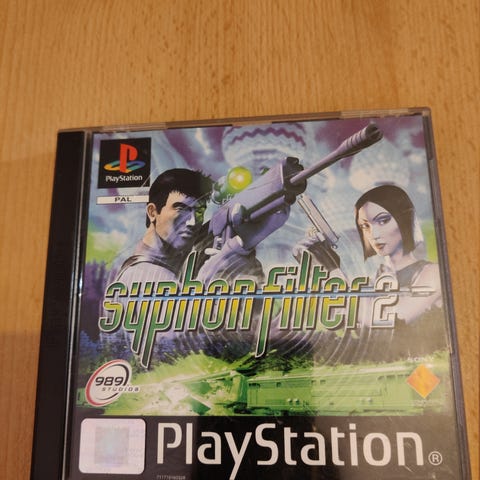 PlayStation
PAL
syphon filter 2
989
studios
SONY
PlayStation®